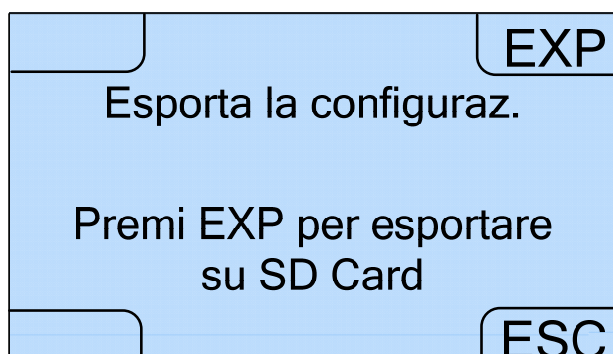 EXP
Esporta la configuraz.
Premi EXP per esportare
su SD Card
ESC